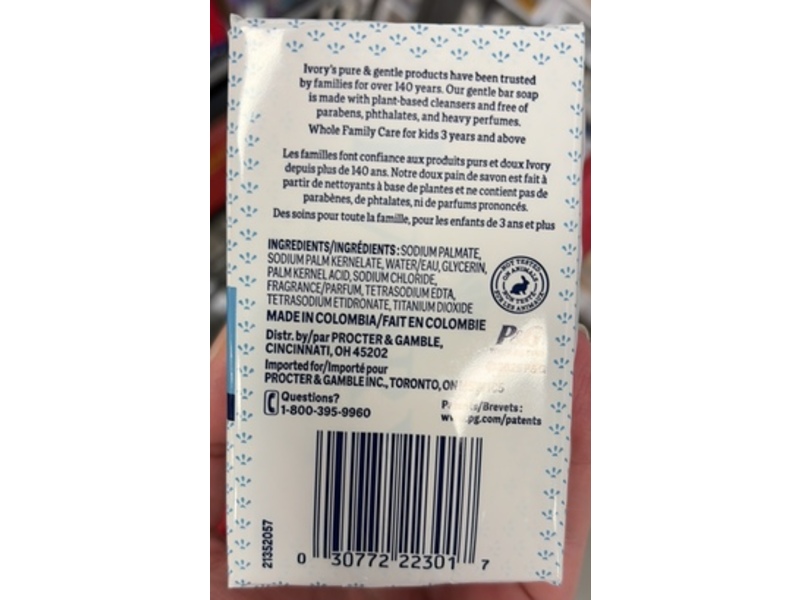 Ivory's pure & gentle products have been trusted
by families for over 140 years. Our gentle bar soap
is made with plant-based cleansers and free of
parabens, phthalates, and heavy perfumes.
Whole Family Care for kids 3 years and above
Les familles font confiance aux produits purs et doux Ivory
depuis plus de 140 ans. Notre doux pain de savon est fait à
partir de nettoyants à base de plantes et ne contient pas de
parabènes, de phtalates, ni de parfums prononcés.
Des soins pour toute la famille, pour les enfants de 3 ans et plus
INGREDIENTS/INGRÉDIENTS: SODIUM PALMATE,
SODIUM PALM KERNELATE, WATER/EAU, GLYCERIN,
PALM KERNEL ACID, SODIUM CHLORIDE,
FRAGRANCE/PARFUM, TETRASODIUM EDTA,
TETRASODIUM ETIDRONATE, TITANIUM DIOXIDE
NOT TESTED
ON ANIMALS
NON TESTÉ
SUR LES ANIMAUX
MADE IN COLOMBIA/FAIT EN COLOMBIE
P&G
Distr. by/par PROCTER & GAMBLE,
CINCINNATI, OH 45202
Imported for/Importé pour
PROCTER & GAMBLE INC., TORONTO,
Questions?
1-800-395-9960
/Brevets:
pg.com/patents
21352057
0 30772 22301 7